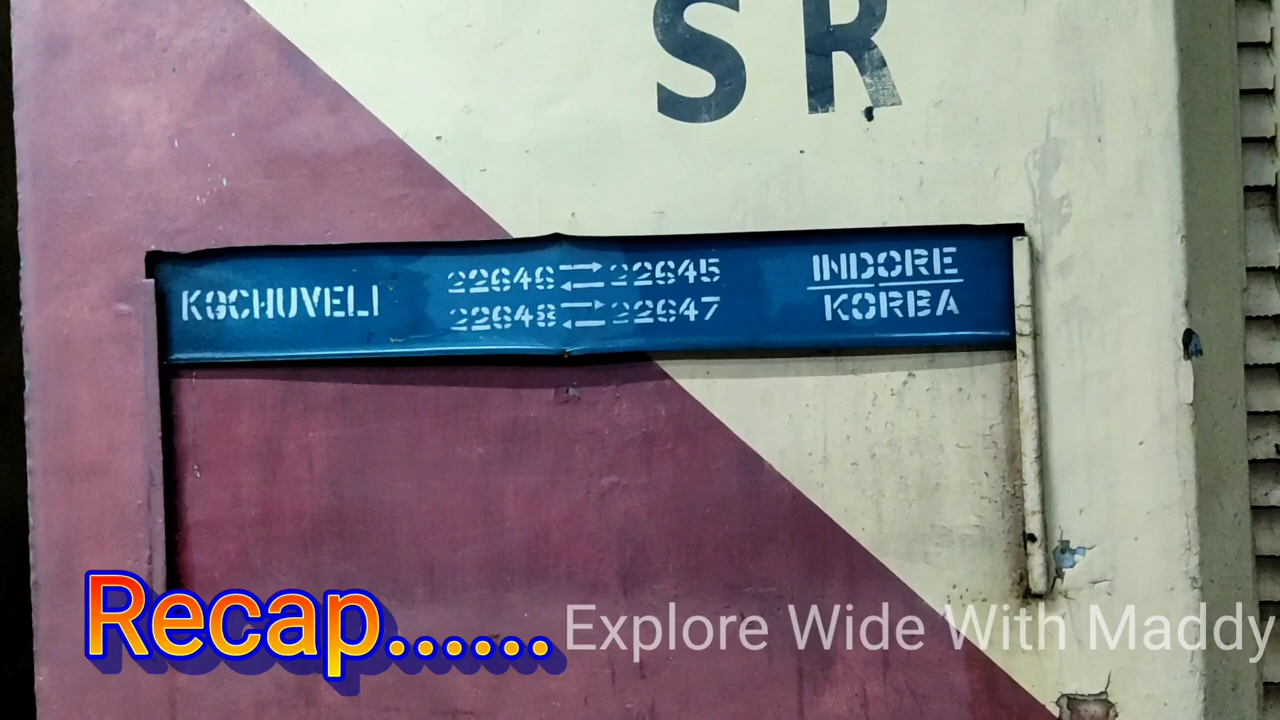 SR
KOCHUVELI 22646 ⇄ 22645 INDORE
22648 ⇄ 22647 KORBA
Recap...... Explore Wide With Maddy